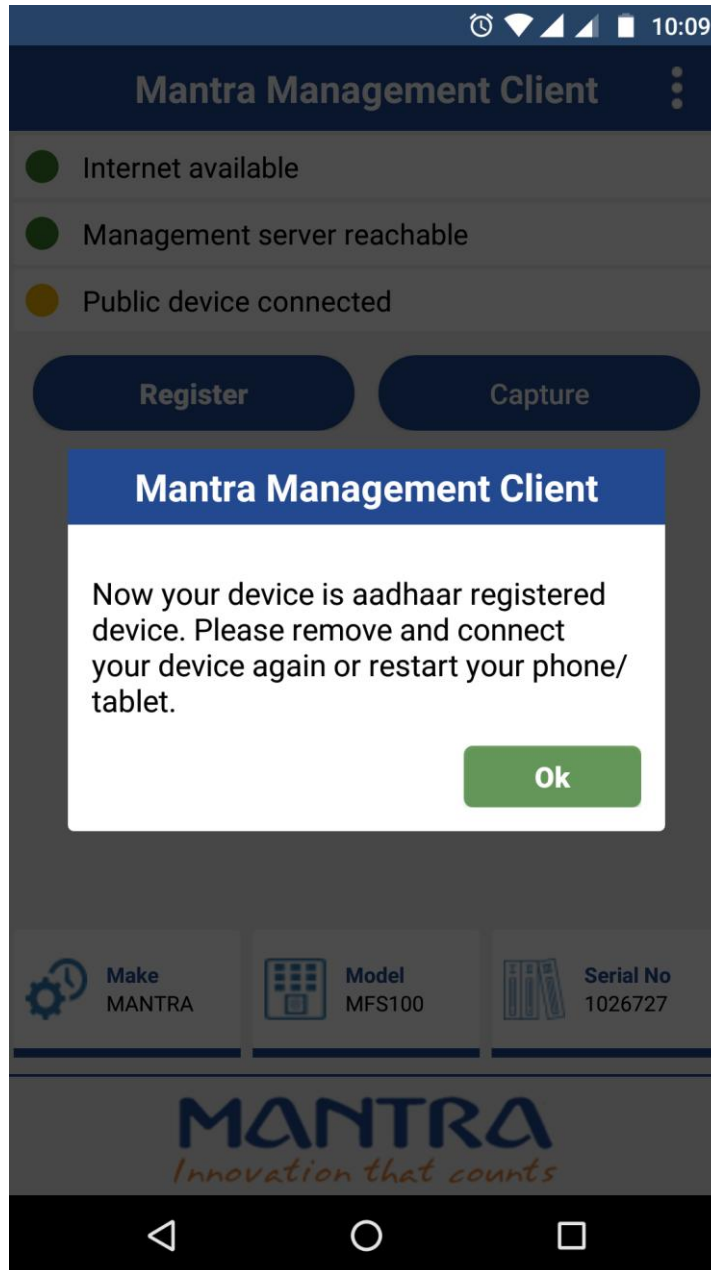 10:09
Mantra Management Client
Internet available
Management server reachable
Public device connected
Register
Capture
Mantra Management Client
Now your device is aadhaar registered
device. Please remove and connect
your device again or restart your phone/
tablet.
Ok
Make
MANTRA
Model
MFS100
Serial No
1026727
MANTRA
Innovation that counts